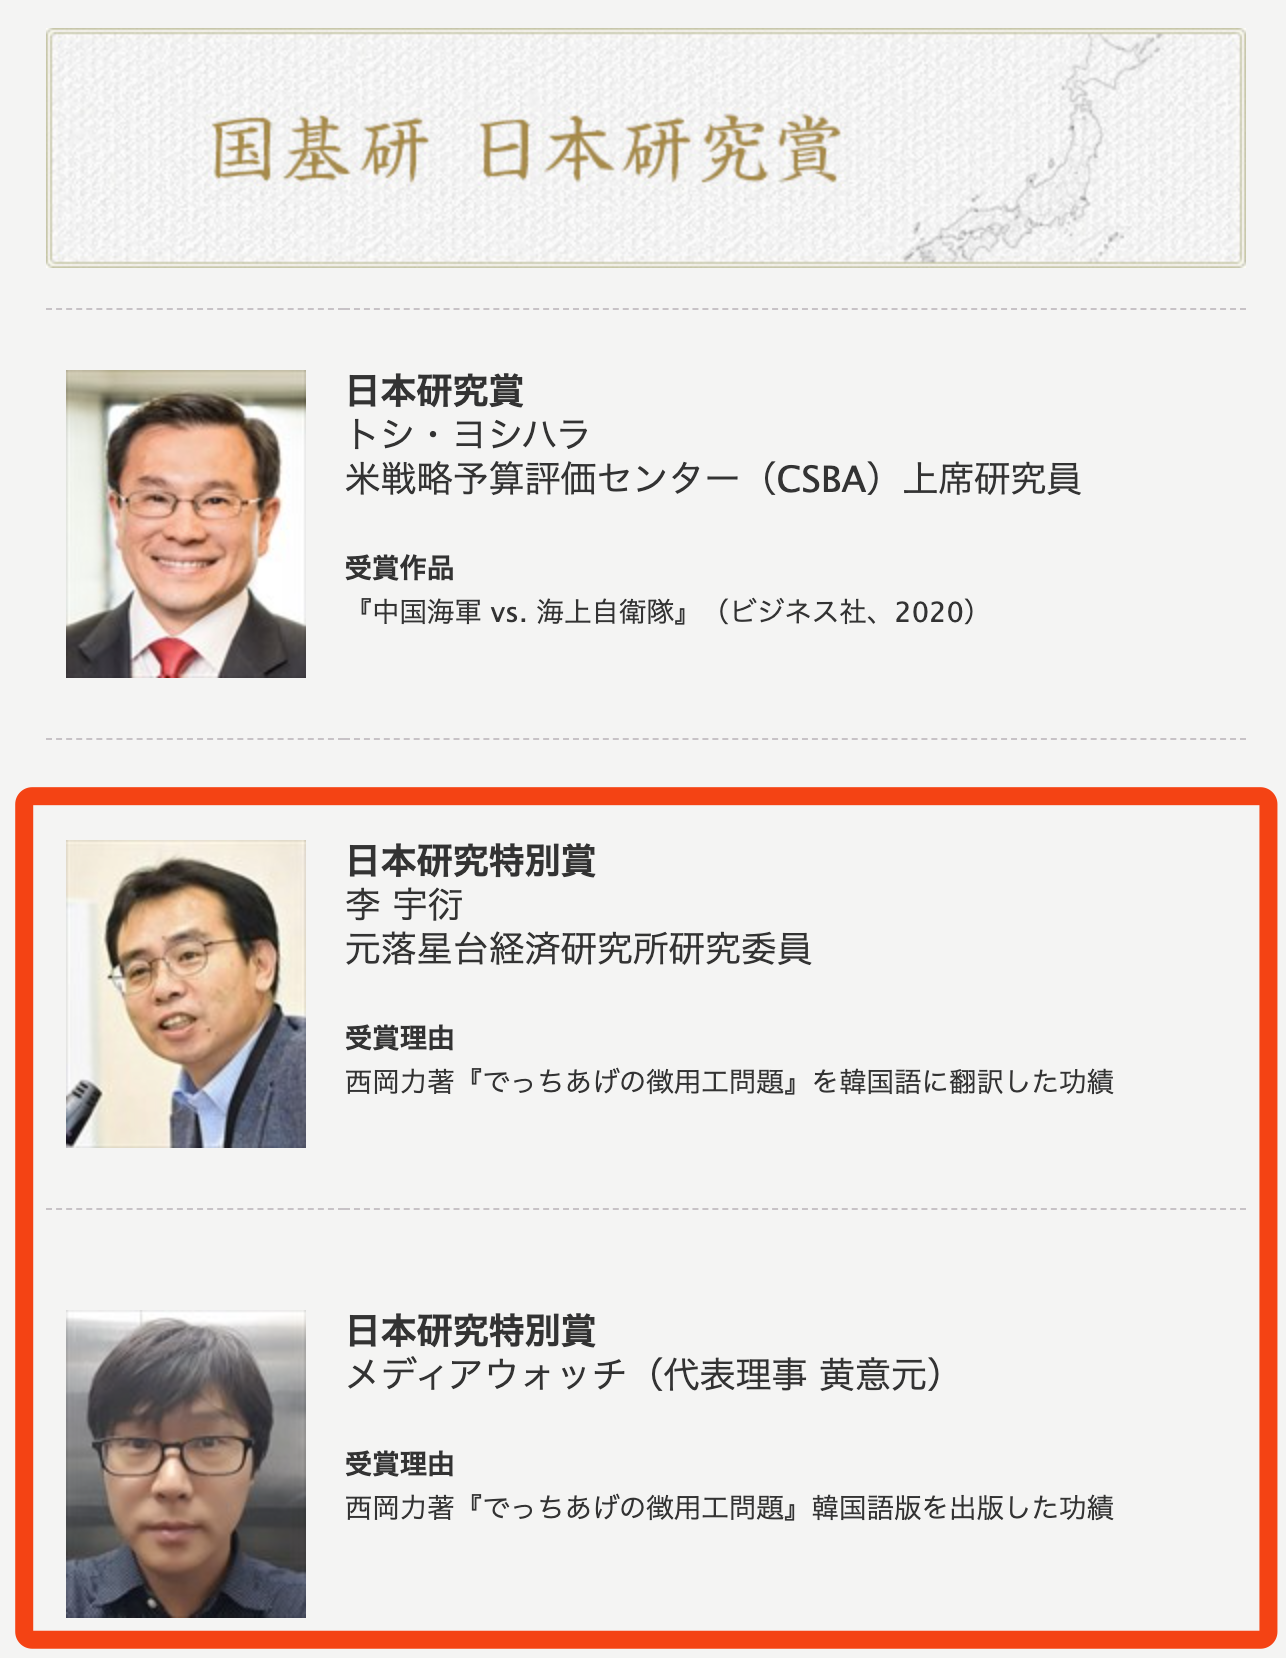 国基研 日本研究賞
日本研究賞
トシ・ヨシハラ
米戦略予算評価センター（CSBA）上席研究員
受賞作品
『中国海軍 vs. 海上自衛隊』（ビジネス社、2020）
日本研究特別賞
李 宇衍
元落星台経済研究所研究委員
受賞理由
西岡力著『でっちあげの徴用工問題』を韓国語に翻訳した功績
日本研究特別賞
メディアウォッチ（代表理事 黄意元）
受賞理由
西岡力著『でっちあげの徴用工問題』韓国語版を出版した功績